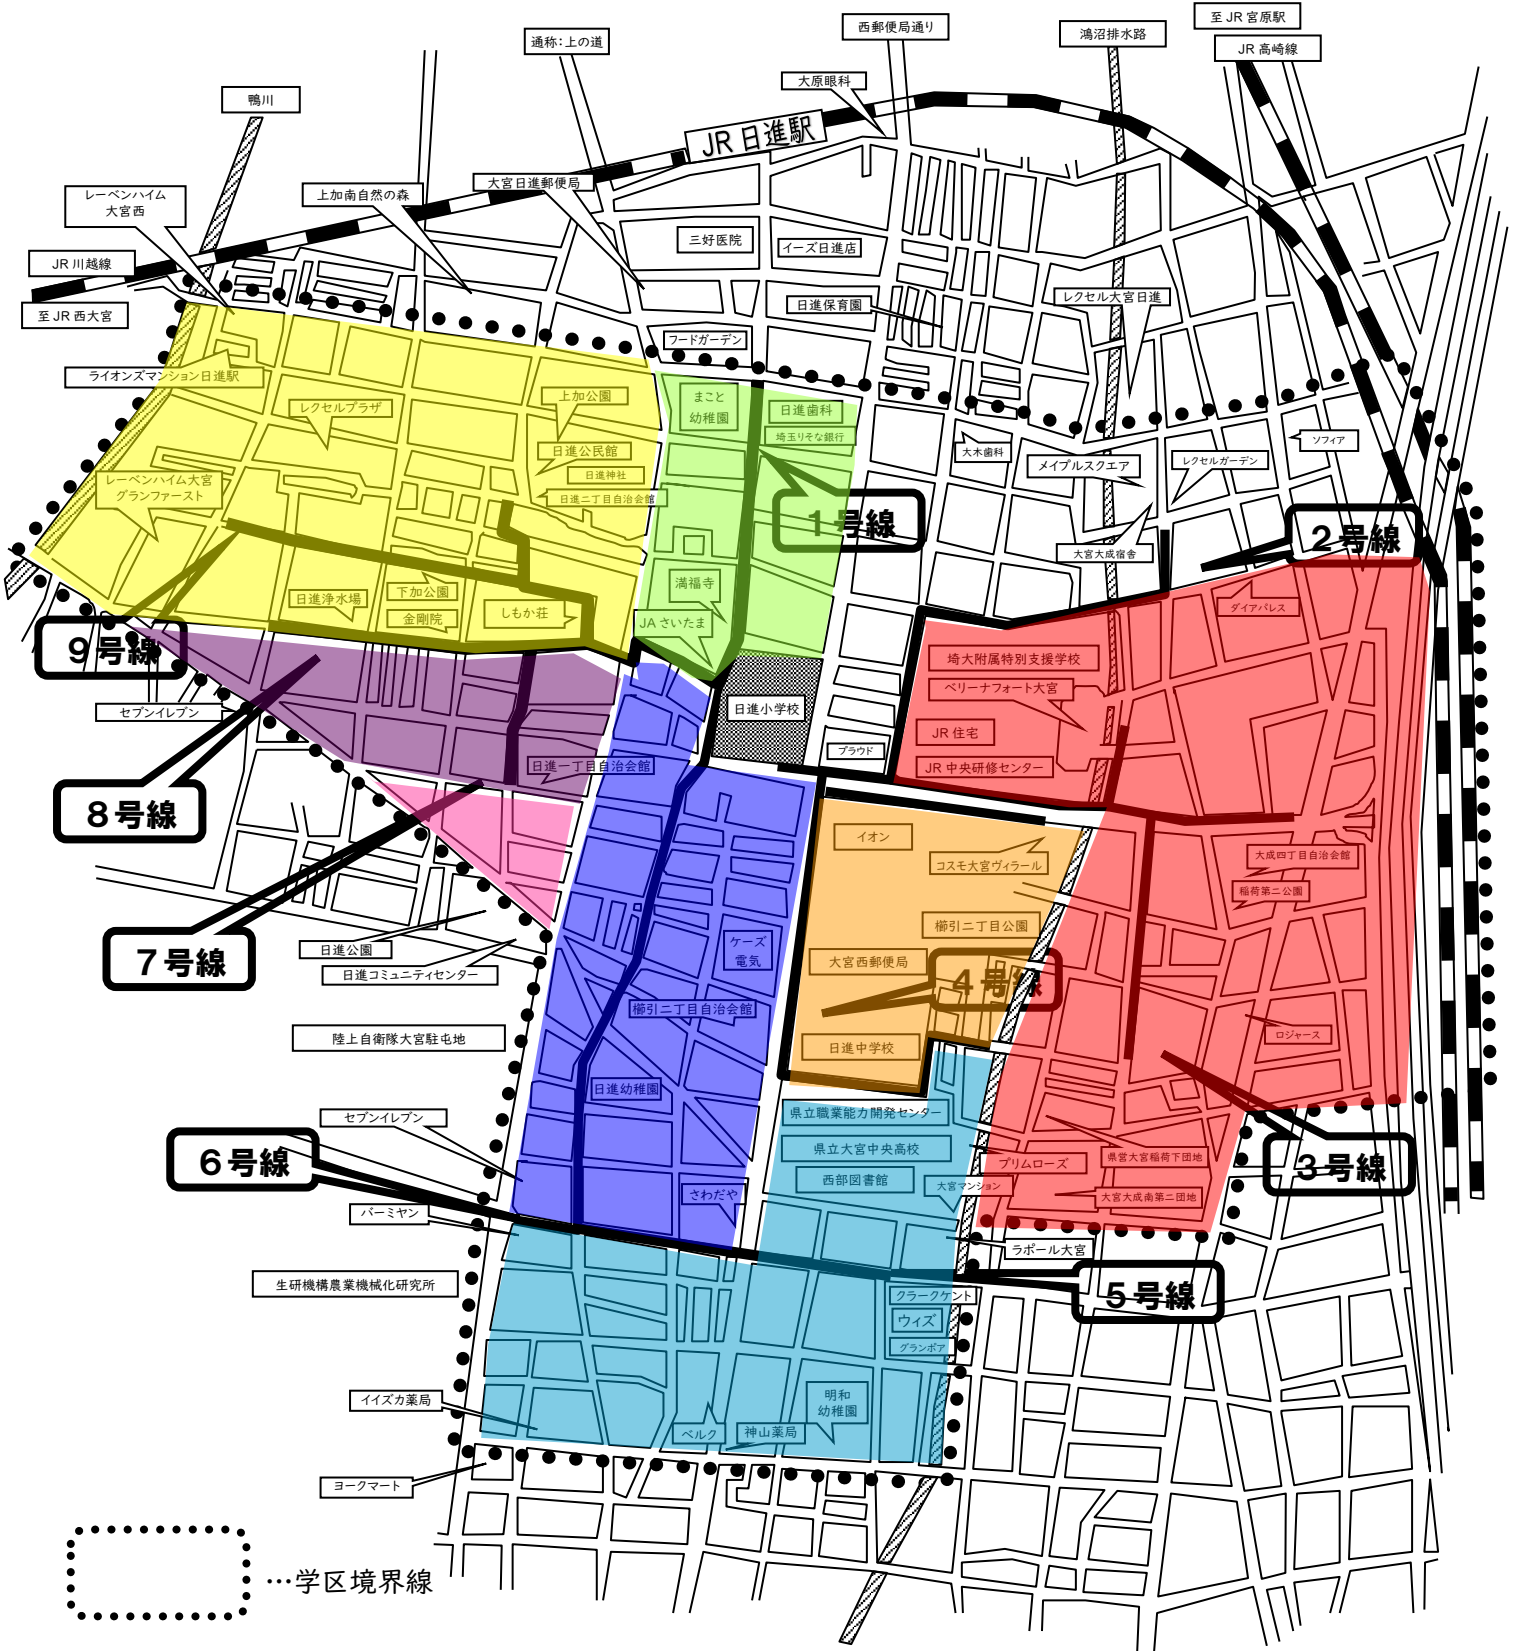 至 JR 宮原駅
西郵便局通り
鴻沼排水路
通称：上の道
JR 高崎線
大原眼科
鴨川
JR 日進駅
大宮日進郵便局
レーベンハイム
大宮西
上加南自然の森
三好医院
イーズ日進店
JR 川越線
レクセル大宮日進
日進保育園
至 JR 西大宮
フードガーデン
ライオンズマンション日進駅
まこと
幼稚園
上加公園
レクセルプラザ
日進歯科
埼玉りそな銀行
ソフィア
日進公民館
大木歯科
メイプルスクエア
レクセルガーデン
日進神社
レーベンハイム大宮
グランファースト
日進二丁目自治会館
１号線
２号線
大宮大成宿舎
満福寺
下加公園
日進浄水場
ダイアパレス
金剛院
しもか荘
JA さいたま
９号線
埼大附属特別支援学校
ベリーナフォート大宮
セブンイレブン
日進小学校
JR 住宅
プラウド
日進一丁目自治会館
JR 中央研修センター
８号線
イオン
コスモ大宮ヴィラール
大成四丁目自治会館
稲荷第二公園
櫛引二丁目公園
日進公園
ケーズ
電気
大宮西郵便局
７号線
日進コミュニティセンター
４号線
櫛引二丁目自治会館
陸上自衛隊大宮駐屯地
日進中学校
ロジャース
日進幼稚園
セブンイレブン
県立職業能力開発センター
県立大宮中央高校
６号線
プリムローズ
県営大宮稲荷下団地
３号線
西部図書館
さわだや
大宮マンション
大宮大成南第二団地
バーミヤン
ラポール大宮
生研機構農業機械化研究所
クラークケント
５号線
ウィズ
グランボア
イイズカ薬局
明和
幼稚園
ベルク
神山薬局
ヨークマート
…学区境界線